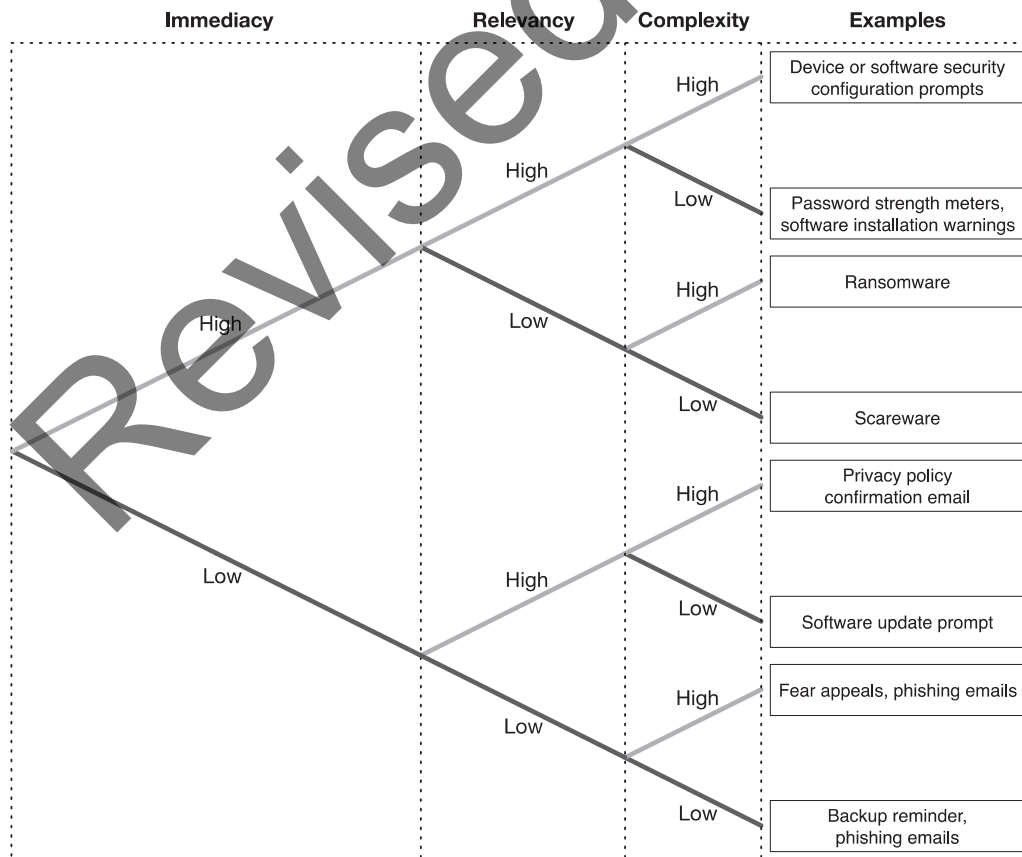 Immediacy Relevancy Complexity Examples
High
Device or software security
configuration prompts
High
Low
Password strength meters,
software installation warnings
High
High
Ransomware
Low
Low
Scareware
High
Privacy policy
confirmation email
Low
High
Low
Software update prompt
High
Fear appeals, phishing emails
Low
Low
Backup reminder,
phishing emails
Revised